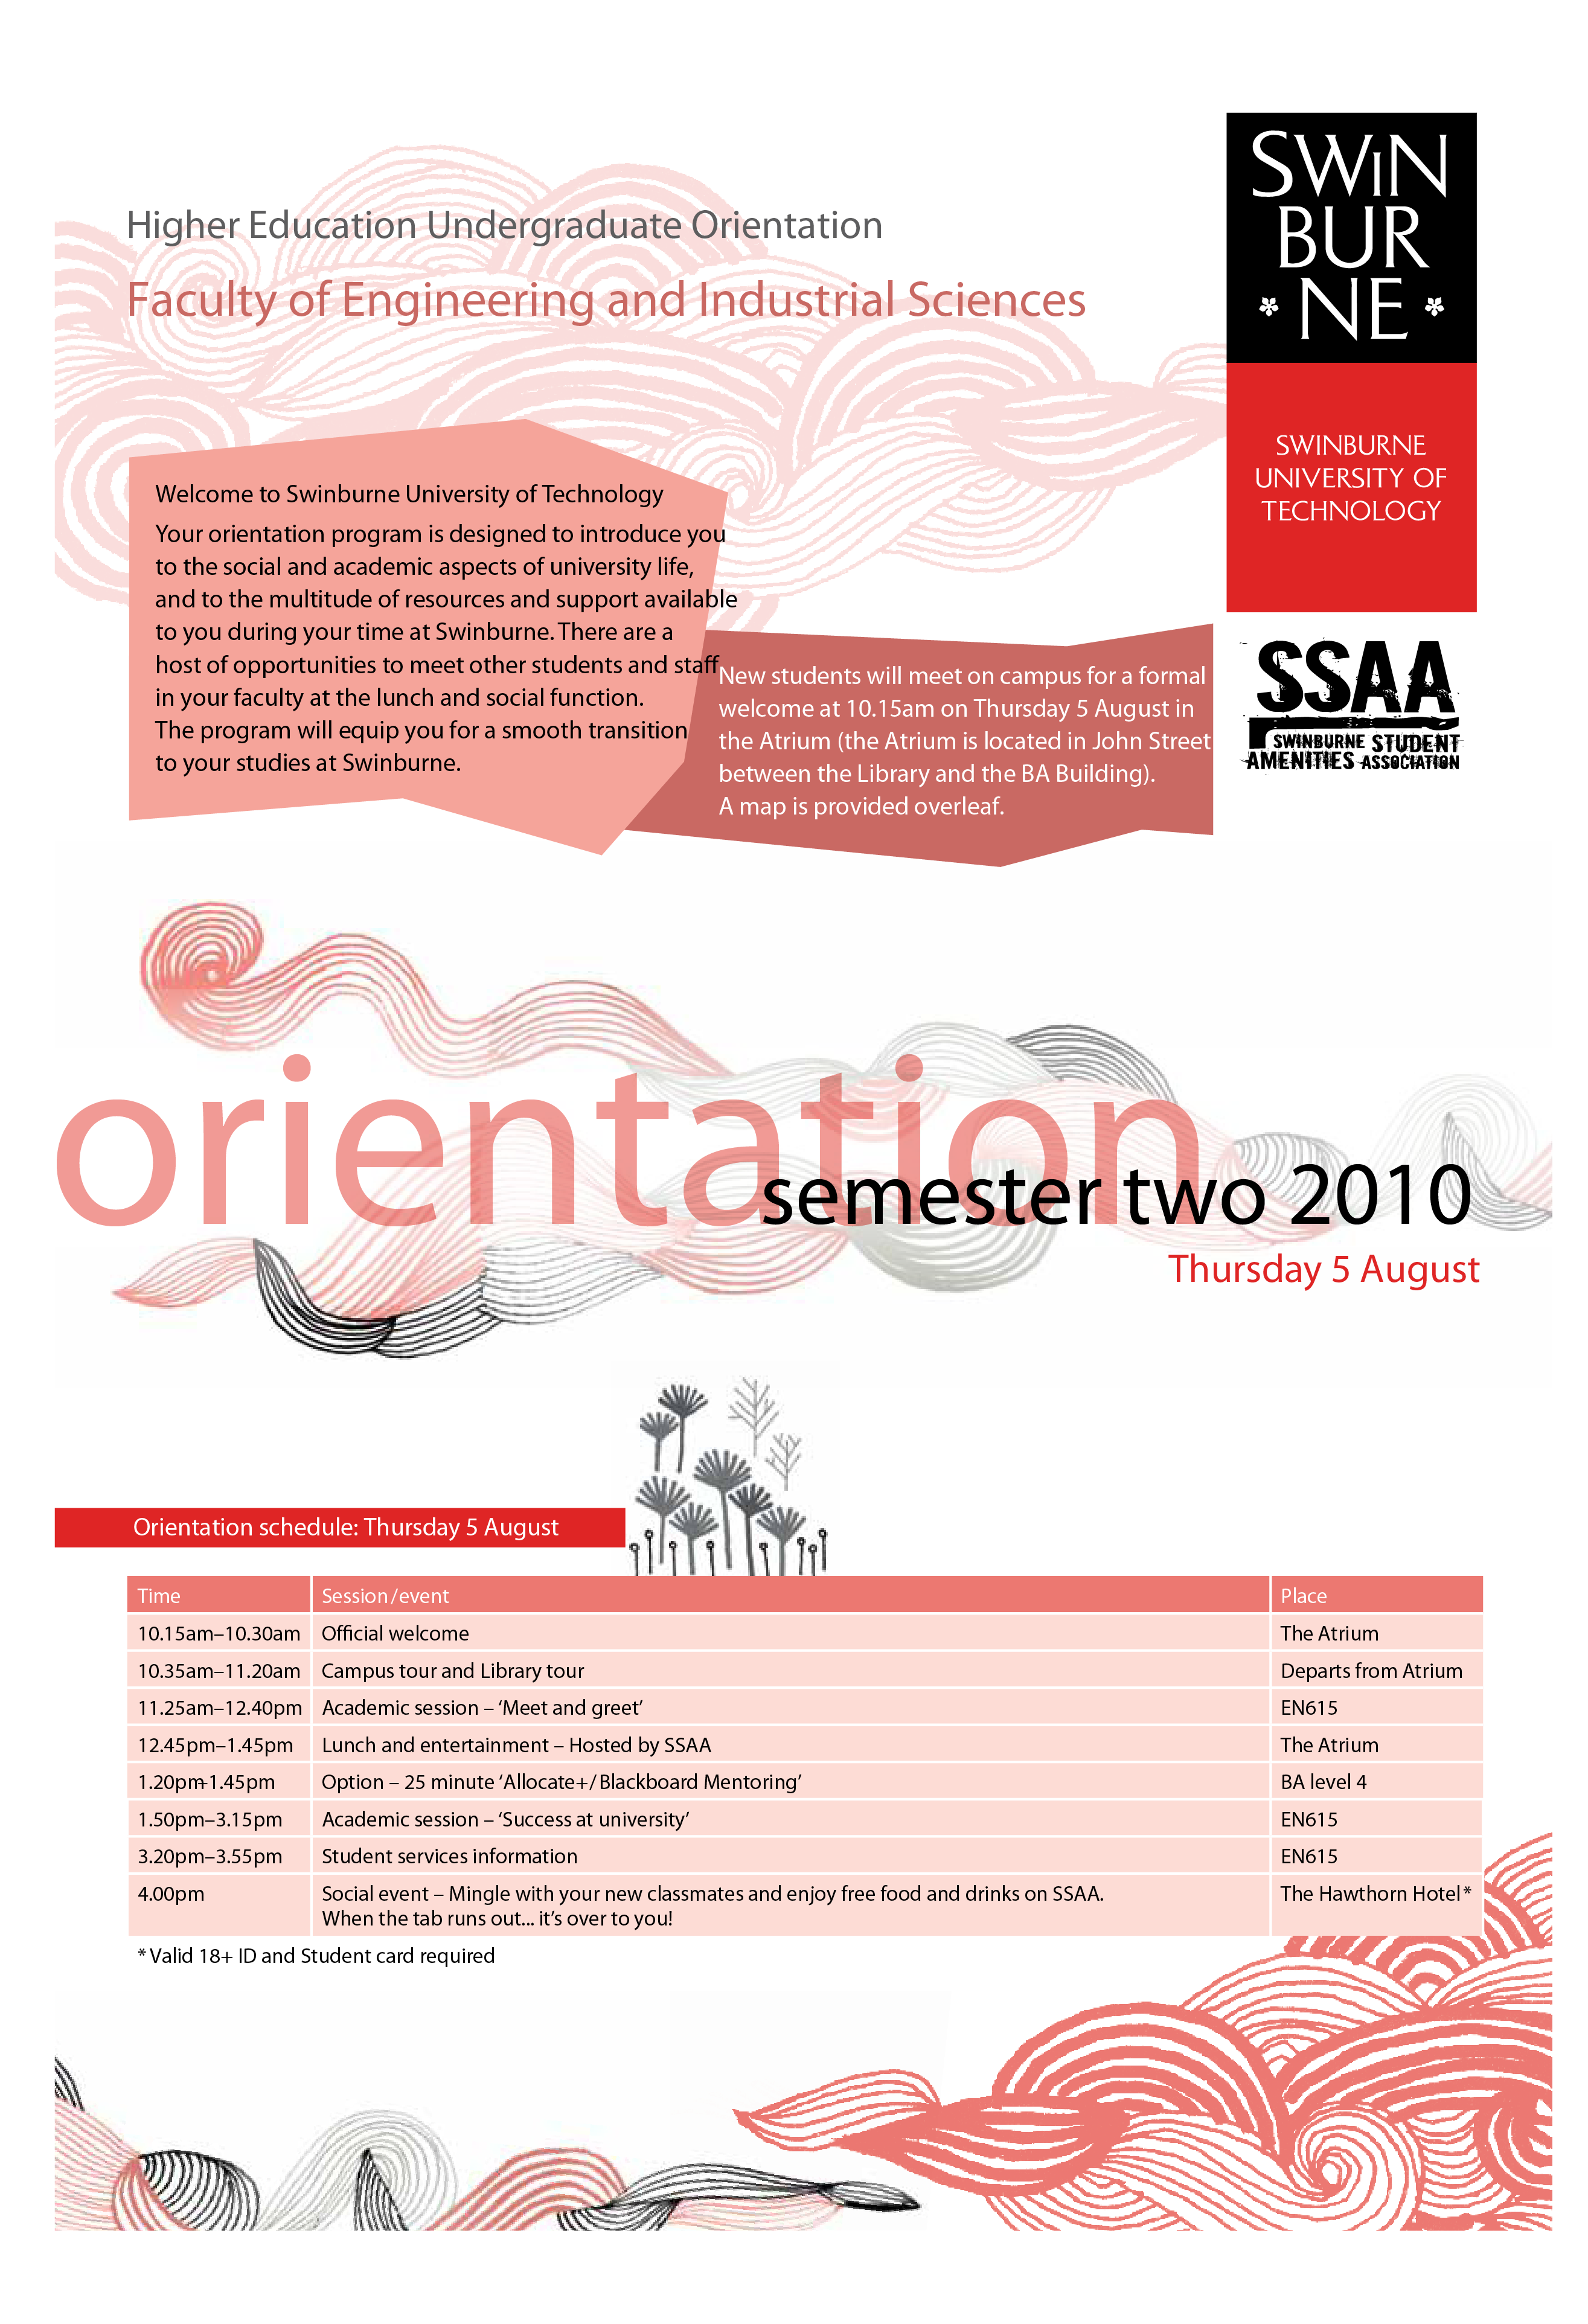 Higher Education Undergraduate Orientation
Faculty of Engineering and Industrial Sciences
SWiN
BUR
NE
SWINBURNE
UNIVERSITY OF
TECHNOLOGY
Welcome to Swinburne University of Technology
Your orientation program is designed to introduce you
to the social and academic aspects of university life,
and to the multitude of resources and support available
to you during your time at Swinburne. There are a
host of opportunities to meet other students and staff
in your faculty at the lunch and social function.
The program will equip you for a smooth transition
to your studies at Swinburne.
New students will meet on campus for a formal
welcome at 10.15am on Thursday 5 August in
the Atrium (the Atrium is located in John Street
between the Library and the BA Building).
A map is provided overleaf.
SSAA
SWINBURNE STUDENT
AMENITIES ASSOCIATION
orientation
semester two 2010
Thursday 5 August
Orientation schedule: Thursday 5 August
Time Session/event Place
10.15am–10.30am Official welcome The Atrium
10.35am–11.20am Campus tour and Library tour Departs from Atrium
11.25am–12.40pm Academic session – ‘Meet and greet’ EN615
12.45pm–1.45pm Lunch and entertainment – Hosted by SSAA The Atrium
1.20pm–1.45pm Option – 25 minute ‘Allocate+/Blackboard Mentoring’ BA level 4
1.50pm–3.15pm Academic session – ‘Success at university’ EN615
3.20pm–3.55pm Student services information EN615
4.00pm Social event – Mingle with your new classmates and enjoy free food and drinks on SSAA. The Hawthorn Hotel*
When the tab runs out... it’s over to you!
* Valid 18+ ID and Student card required